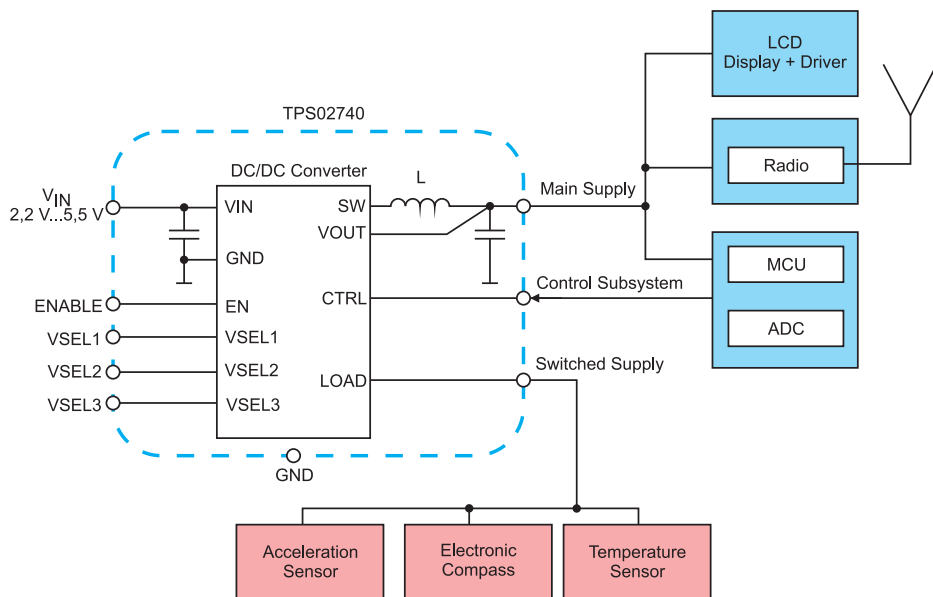 LCD
Display + Driver
TPS02740
DC/DC Converter
L
Radio
VIN
2,2 V...5,5 V
VIN
SW
Main Supply
VOUT
GND
MCU
Control Subsystem
ENABLE
EN
CTRL
ADC
VSEL1
VSEL1
VSEL2
VSEL2
LOAD
Switched Supply
VSEL3
VSEL3
GND
Acceleration
Sensor
Electronic
Compass
Temperature
Sensor